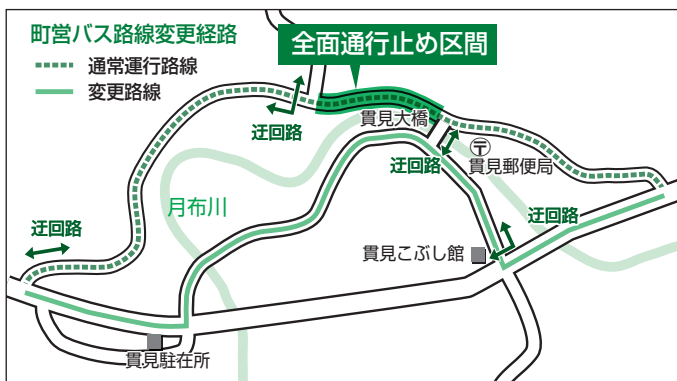 町営バス路線変更経路
通常運行路線
変更路線
全面通行止め区間
貫見大橋
迂回路
〒
貫見郵便局
迂回路
月布川
迂回路
迂回路
貫見こぶし館
貫見駐在所